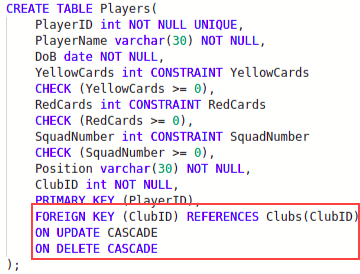 CREATE TABLE Players(
PlayerID int NOT NULL UNIQUE,
PlayerName varchar(30) NOT NULL,
DoB date NOT NULL,
YellowCards int CONSTRAINT YellowCards
CHECK (YellowCards >= 0),
RedCards int CONSTRAINT RedCards
CHECK (RedCards >= 0),
SquadNumber int CONSTRAINT SquadNumber
CHECK (SquadNumber >= 0),
Position varchar(30) NOT NULL,
ClubID int NOT NULL,
PRIMARY KEY (PlayerID),
FOREIGN KEY (ClubID) REFERENCES Clubs(ClubID)
ON UPDATE CASCADE
ON DELETE CASCADE
);